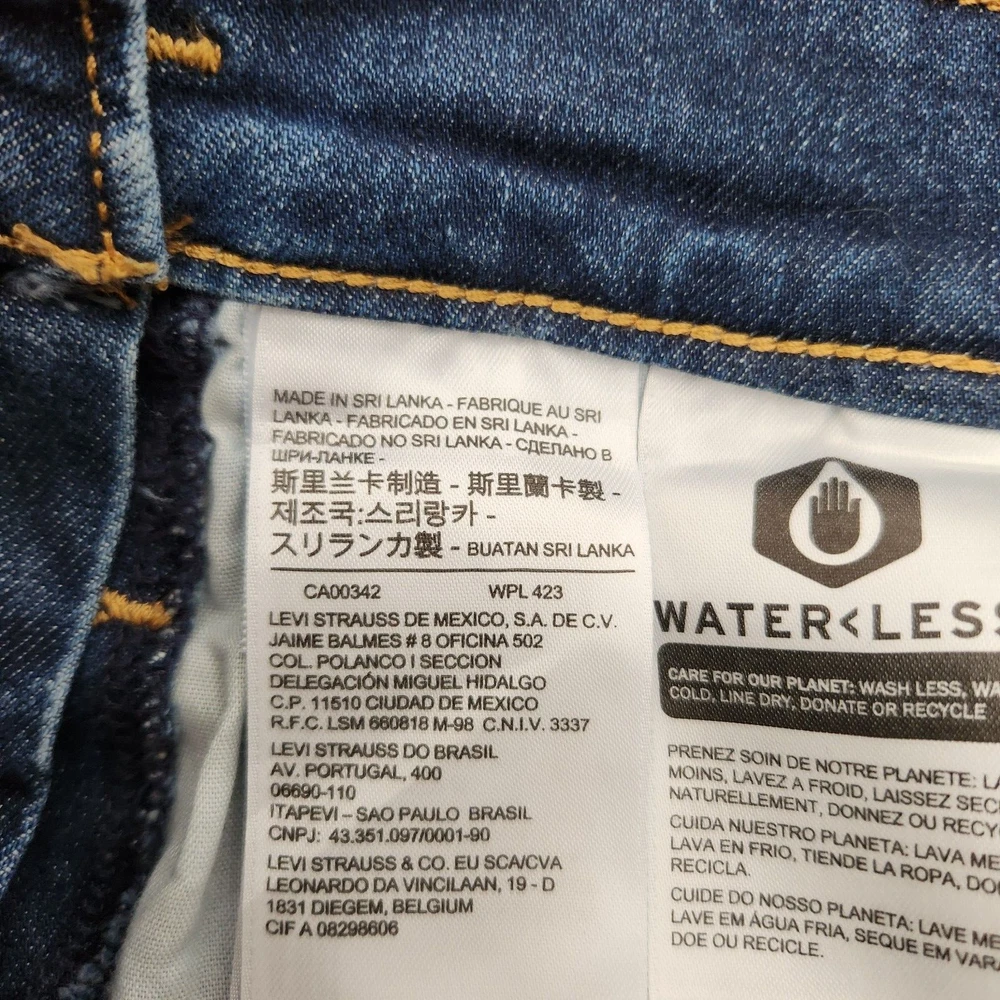 MADE IN SRI LANKA - FABRIQUE AU SRI
LANKA - FABRICADO EN SRI LANKA -
FABRICADO NO SRI LANKA - СДЕЛАНО В
ШРИ-ЛАНКЕ -
斯里兰卡制造 - 斯里蘭卡製 -
제조국:스리랑카 -
スリランカ製 - BUATAN SRI LANKA
CA00342 WPL 423
LEVI STRAUSS DE MEXICO, S.A. DE C.V.
JAIME BALMES # 8 OFICINA 502
COL. POLANCO I SECCION
DELEGACIÓN MIGUEL HIDALGO
C.P. 11510 CIUDAD DE MEXICO
R.F.C. LSM 660818 M-98 C.N.I.V. 3337
LEVI STRAUSS DO BRASIL
AV. PORTUGAL, 400
06690-110
ITAPEVI – SAO PAULO BRASIL
CNPJ: 43.351.097/0001-90
LEVI STRAUSS & CO. EU SCA/CVA
LEONARDO DA VINCILAAN, 19 - D
1831 DIEGEM, BELGIUM
CIF A 08298606
WATER<LESS
CARE FOR OUR PLANET: WASH LESS, WA
COLD, LINE DRY, DONATE OR RECYCLE
PRENEZ SOIN DE NOTRE PLANETE: LA
MOINS, LAVEZ A FROID, LAISSEZ SEC
NATURELLEMENT, DONNEZ OU RECY
CUIDA NUESTRO PLANETA: LAVA ME
LAVA EN FRIO, TIENDE LA ROPA, DO
RECICLA.
CUIDE DO NOSSO PLANETA: LAVE ME
LAVE EM ÁGUA FRIA, SEQUE EM VARA
DOE OU RECICLE.